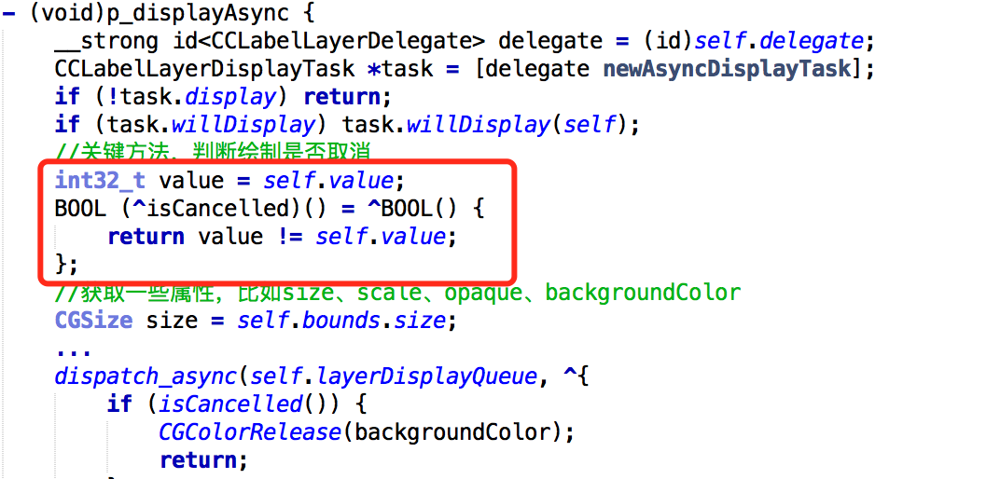 - (void)p_displayAsync {
__strong id<CCLabelLayerDelegate> delegate = (id)self.delegate;
CCLabelLayerDisplayTask *task = [delegate newAsyncDisplayTask];
if (!task.display) return;
if (task.willDisplay) task.willDisplay(self);
//关键方法，判断绘制是否取消
int32_t value = self.value;
BOOL (^isCancelled)() = ^BOOL() {
return value != self.value;
};
//获取一些属性，比如size、scale、opaque、backgroundColor
CGSize size = self.bounds.size;
...
dispatch_async(self.layerDisplayQueue, ^{
if (isCancelled()) {
CGColorRelease(backgroundColor);
return;